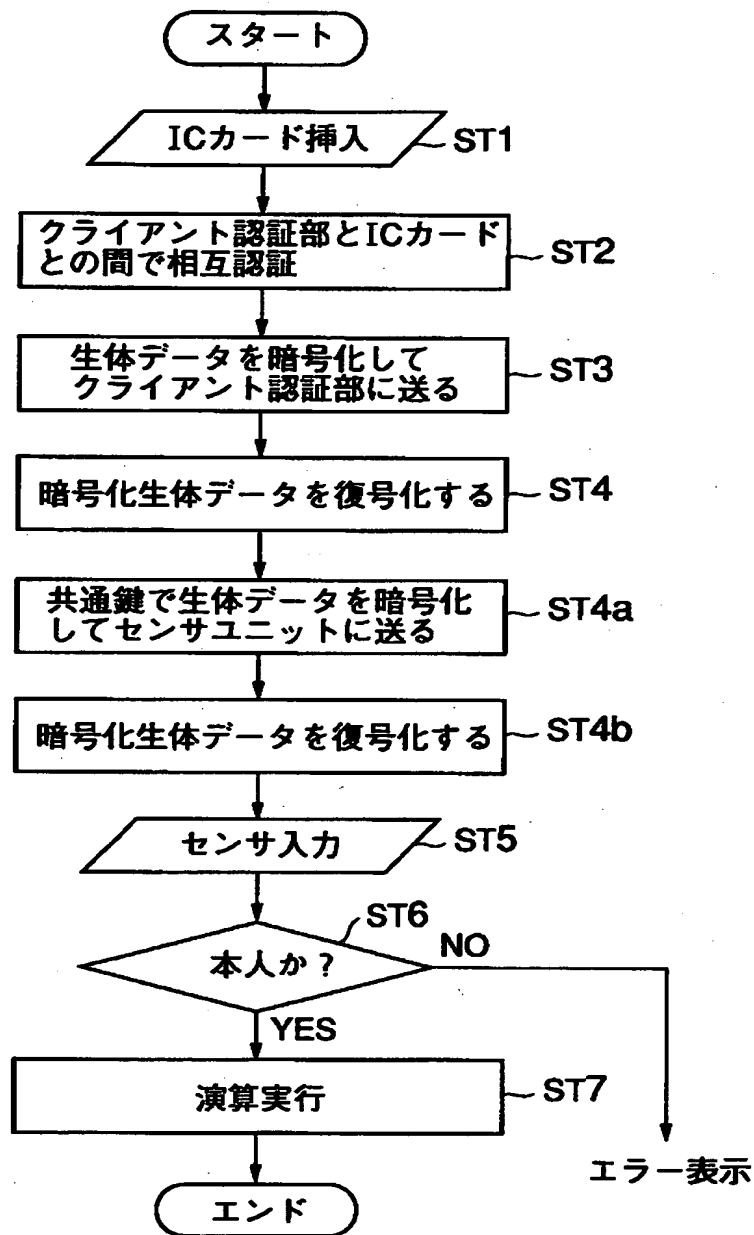 スタート
ICカード挿入
ST1
クライアント認証部とICカード
との間で相互認証
ST2
生体データを暗号化して
クライアント認証部に送る
ST3
暗号化生体データを復号化する
ST4
共通鍵で生体データを暗号化
してセンサユニットに送る
ST4a
暗号化生体データを復号化する
ST4b
センサ入力
ST5
ST6
本人か?
NO
YES
演算実行
ST7
エラー表示
エンド